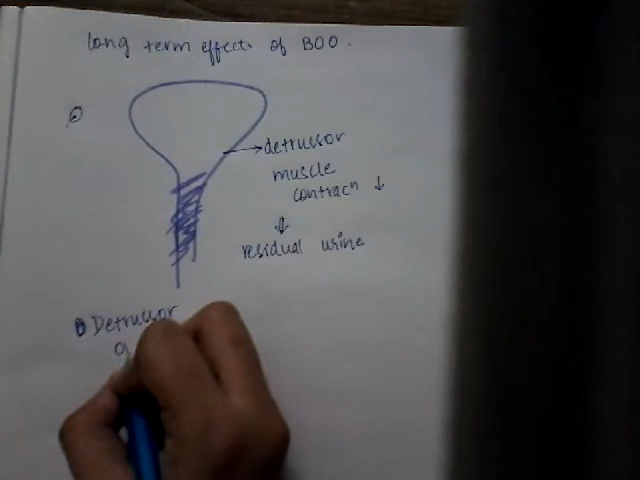 long term effects of BOO.
detrussor
muscle
contracⁿ ↓
↓
residual urine
Detrussor